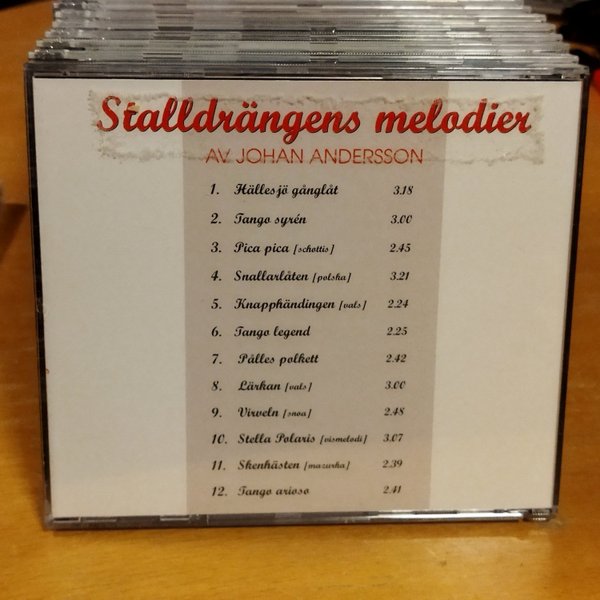 Stalldrängens melodier
AV JOHAN ANDERSSON
1. Hällesjö gånglåt 3.18
2. Tango syrén 3.00
3. Pica pica [schottis] 2.45
4. Snallarlåten [polska] 3.21
5. Knapphändingen [vals] 2.24
6. Tango legend 2.25
7. Pålles polkett 2.42
8. Lärkan [vals] 3.00
9. Virveln [snoa] 2.48
10. Stella Polaris [vismelodi] 3.07
11. Skenhästen [mazurka] 2.39
12. Tango arioso 2.41